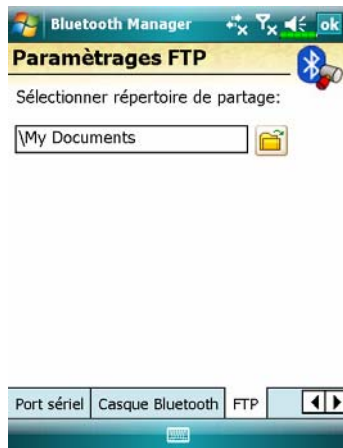 Bluetooth Manager ok
Paramètrages FTP
Sélectionner répertoire de partage:
\My Documents
Port sériel Casque Bluetooth FTP